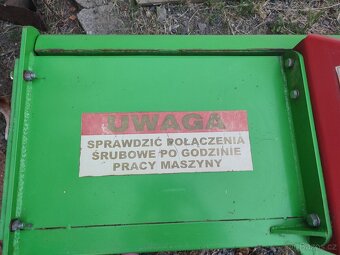 UWAGA
SPRAWDZIĆ POŁĄCZENIA
ŚRUBOWE PO GODZINIE
PRACY MASZYNY